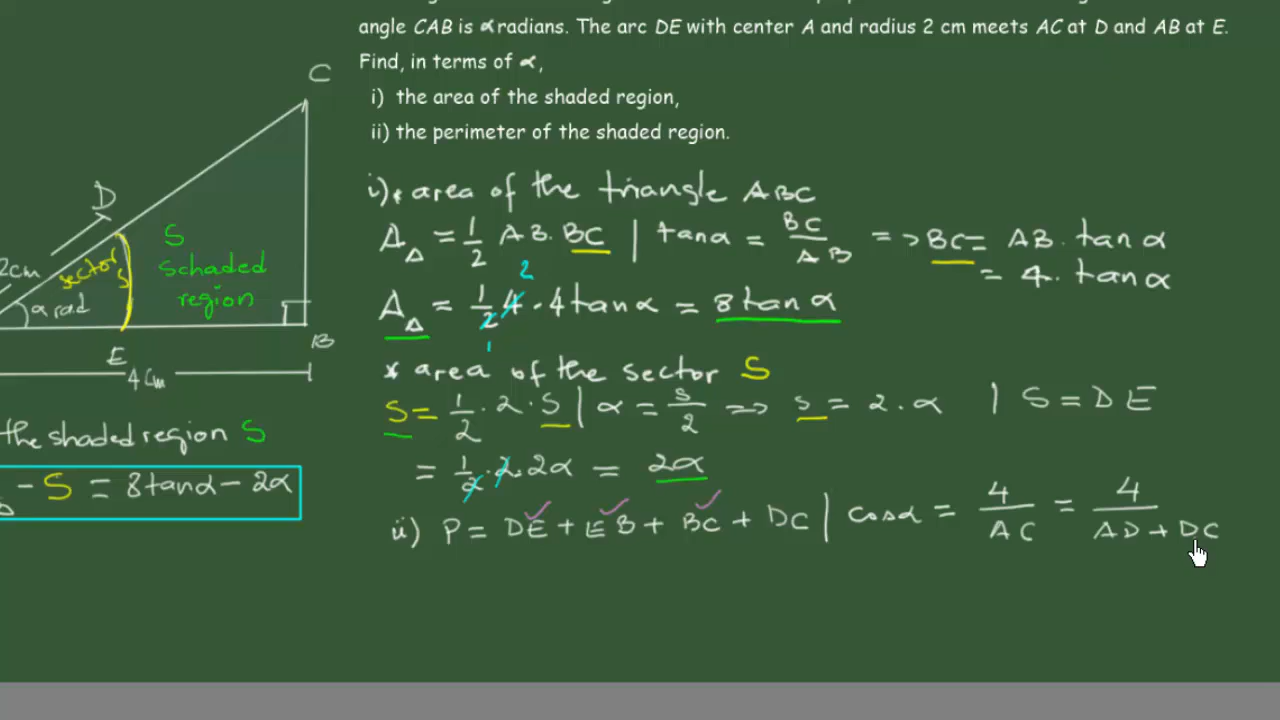 angle CAB is α radians. The arc DE with center A and radius 2 cm meets AC at D and AB at E.
Find, in terms of α,
i) the area of the shaded region,
ii) the perimeter of the shaded region.
C
D
2cm
sector s
α rad
S
schaded
region
E
B
4cm
the shaded region S
- S = 8tanα - 2α
i) * area of the triangle ABC
A△ = 1/2 AB. BC | tanα = BC/AB => BC = AB . tanα
= 4. tanα
2
A△ = 1/2 4 . 4tanα = 8tanα
1
* area of the sector S
S = 1/2 . 2 . S | α = s/2 => s = 2.α | S = DE
= 1/2 . 2 . 2α = 2α
ii) P = DE + EB + BC + DC | cosα = 4/AC = 4/AD + DC